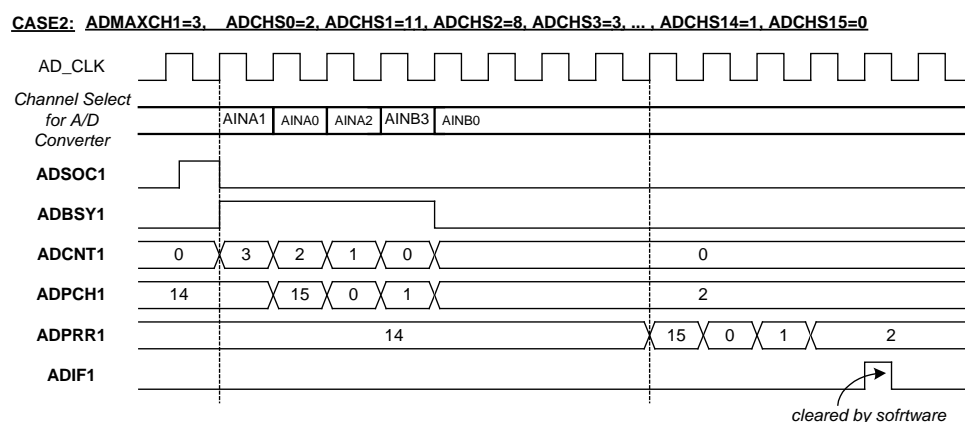 CASE2: ADMAXCH1=3, ADCHS0=2, ADCHS1=11, ADCHS2=8, ADCHS3=3, ... , ADCHS14=1, ADCHS15=0
AD_CLK
Channel Select
for A/D
Converter
AINA1 AINA0 AINA2 AINB3 AINB0
ADSOC1
ADBSY1
ADCNT1 0 3 2 1 0 0
ADPCH1 14 15 0 1 2
ADPRR1 14 15 0 1 2
ADIF1
cleared by sofrtware